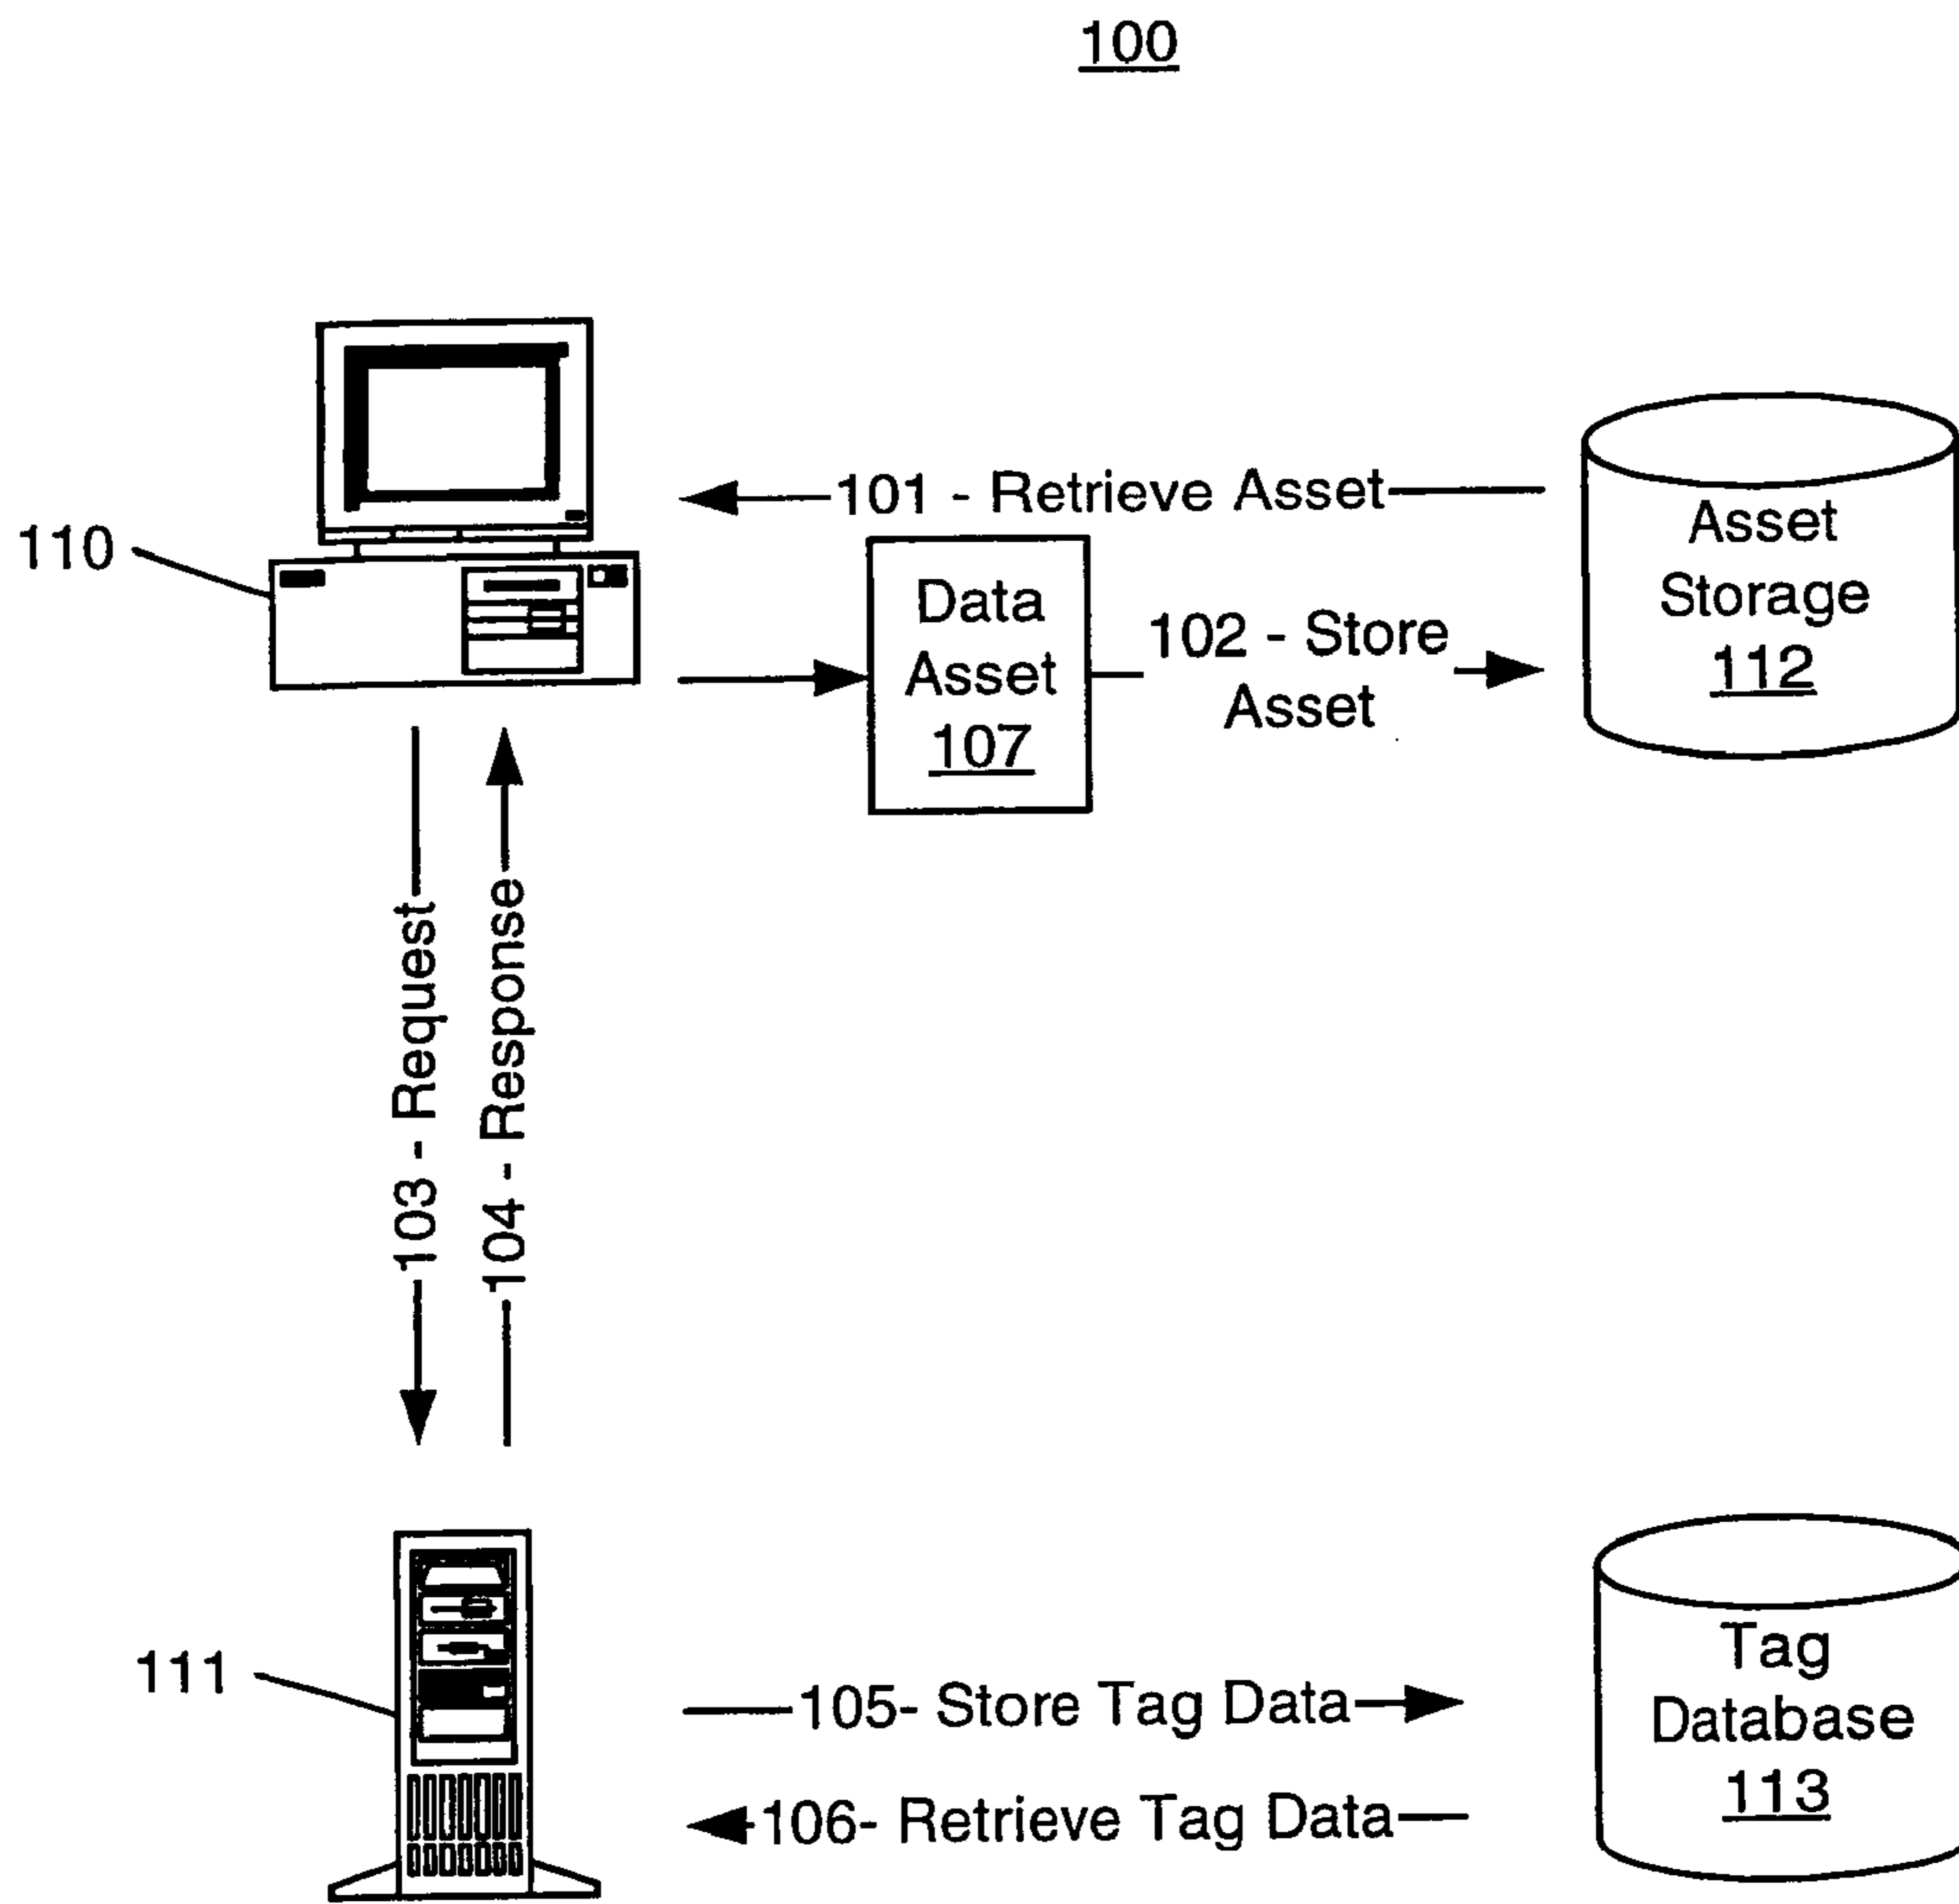 100
110
101 - Retrieve Asset
Data
Asset
107
102 - Store
Asset
Asset
Storage
112
103 - Request
104 - Response
111
105- Store Tag Data
106- Retrieve Tag Data
Tag
Database
113